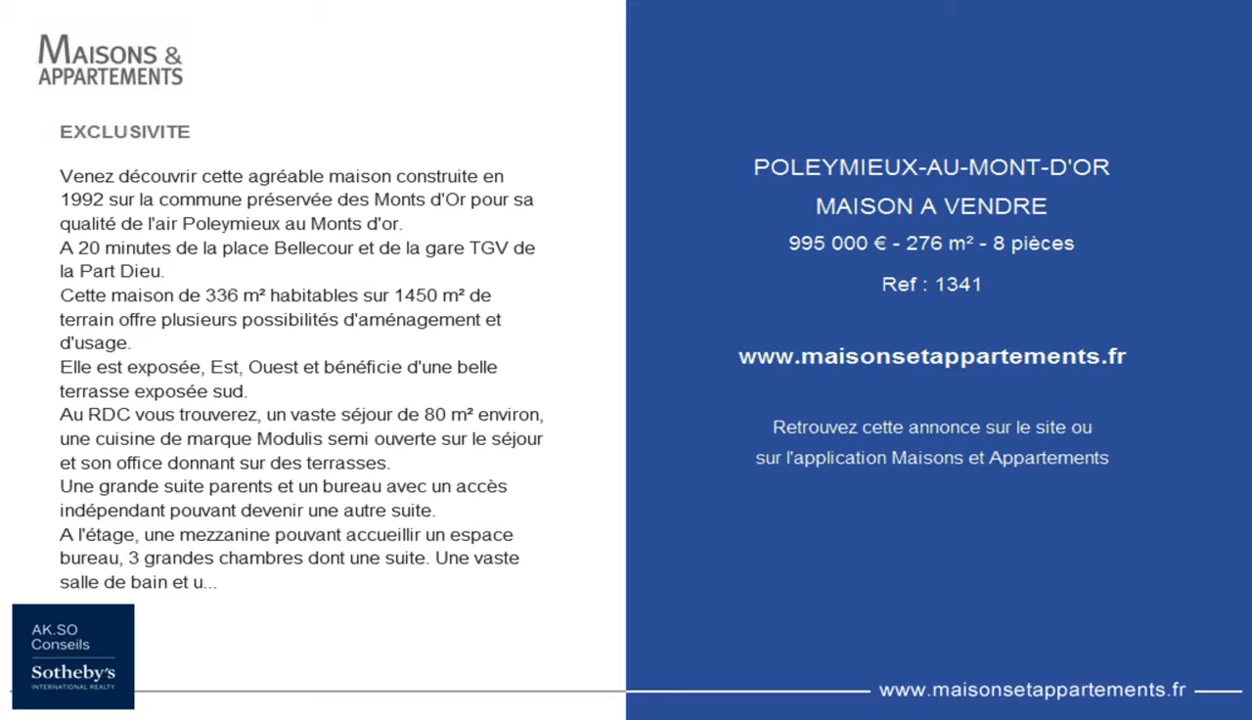 MAISONS &
APPARTEMENTS
EXCLUSIVITE
Venez découvrir cette agréable maison construite en
1992 sur la commune préservée des Monts d'Or pour sa
qualité de l'air Poleymieux au Monts d'or.
A 20 minutes de la place Bellecour et de la gare TGV de
la Part Dieu.
Cette maison de 336 m² habitables sur 1450 m² de
terrain offre plusieurs possibilités d'aménagement et
d'usage.
Elle est exposée, Est, Ouest et bénéficie d'une belle
terrasse exposée sud.
Au RDC vous trouverez, un vaste séjour de 80 m² environ,
une cuisine de marque Modulis semi ouverte sur le séjour
et son office donnant sur des terrasses.
Une grande suite parents et un bureau avec un accès
indépendant pouvant devenir une autre suite.
A l'étage, une mezzanine pouvant accueillir un espace
bureau, 3 grandes chambres dont une suite. Une vaste
salle de bain et u...
AK.SO
Conseils
Sotheby's
INTERNATIONAL REALTY
POLEYMIEUX-AU-MONT-D'OR
MAISON A VENDRE
995 000 € - 276 m² - 8 pièces
Ref : 1341
www.maisonsetappartements.fr
Retrouvez cette annonce sur le site ou
sur l'application Maisons et Appartements
www.maisonsetappartements.fr